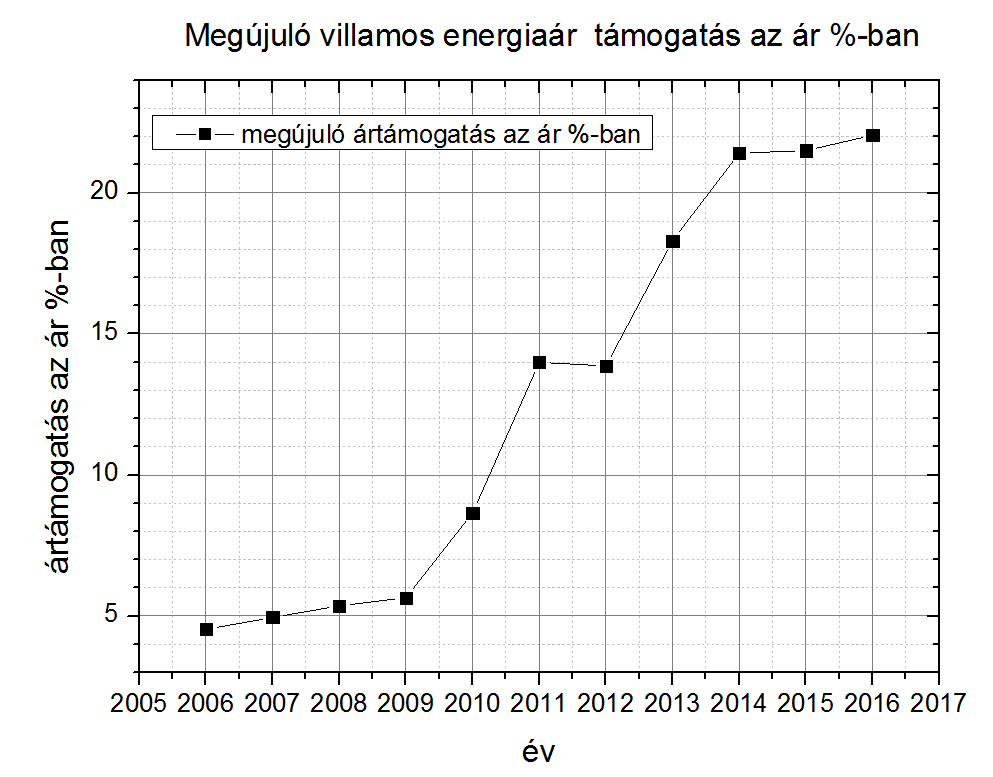 Megújuló villamos energiaár  támogatás az ár %-ban
megújuló ártámogatás az ár %-ban
ártámogatás az ár %-ban
20
15
10
5
2005 2006 2007 2008 2009 2010 2011 2012 2013 2014 2015 2016 2017
év